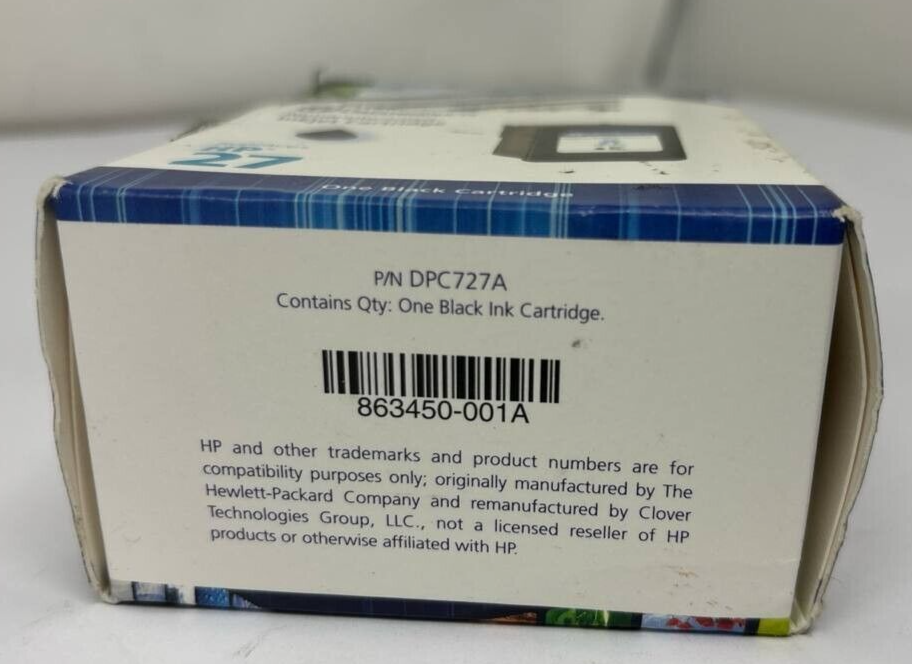 HP
27
One Black Cartridge
P/N DPC727A
Contains Qty: One Black Ink Cartridge.
863450-001A
HP and other trademarks and product numbers are for
compatibility purposes only; originally manufactured by The
Hewlett-Packard Company and remanufactured by Clover
Technologies Group, LLC., not a licensed reseller of HP
products or otherwise affiliated with HP.